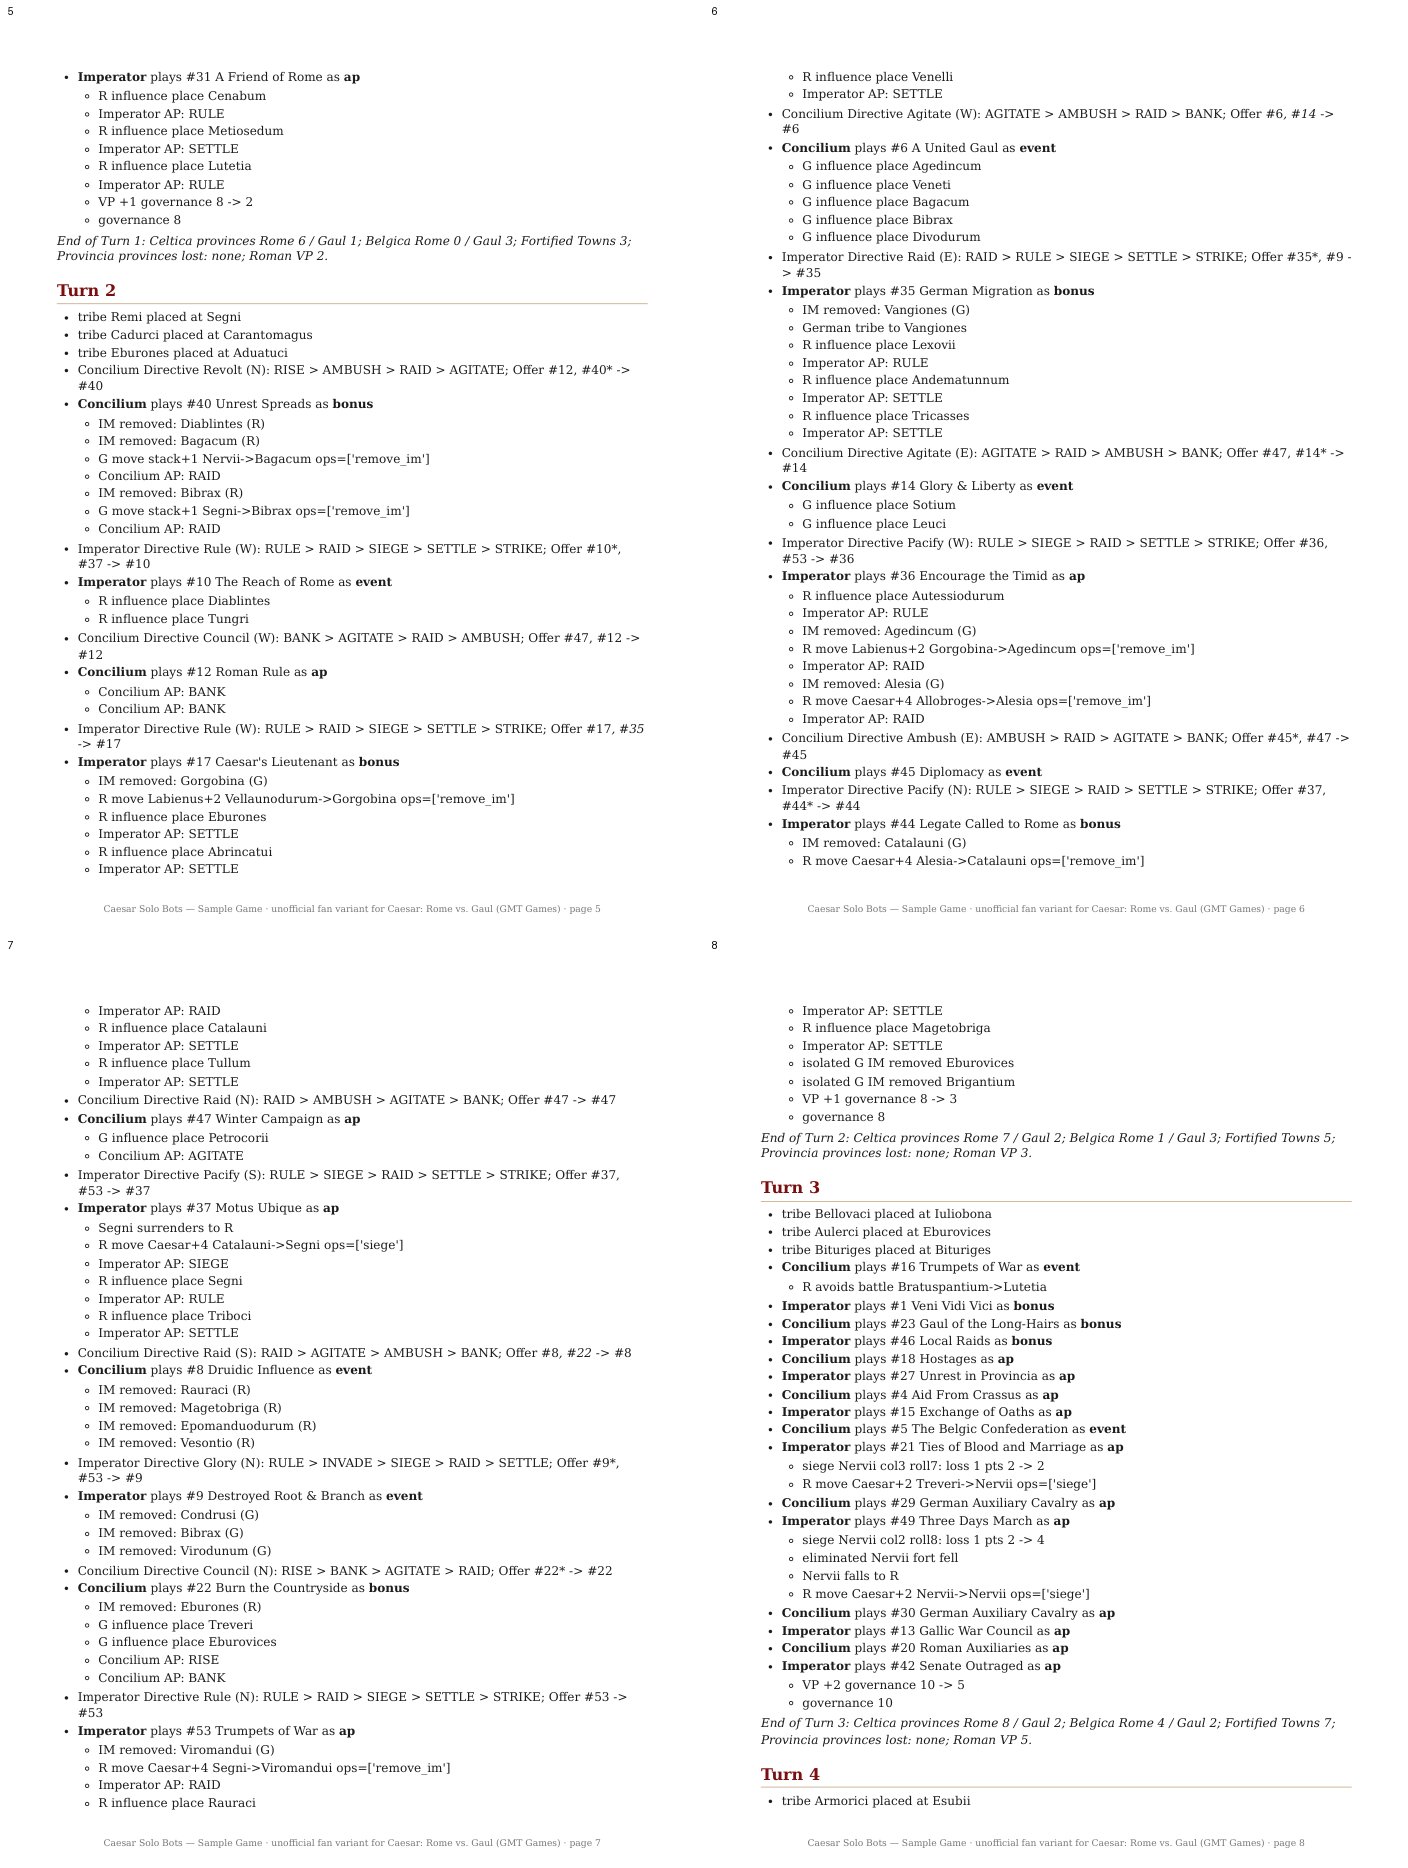 5
• Imperator plays #31 A Friend of Rome as ap
◦ R influence place Cenabum
◦ Imperator AP: RULE
◦ R influence place Metiosedum
◦ Imperator AP: SETTLE
◦ R influence place Lutetia
◦ Imperator AP: RULE
◦ VP +1 governance 8 -> 2
◦ governance 8
End of Turn 1: Celtica provinces Rome 6 / Gaul 1; Belgica Rome 0 / Gaul 3; Fortified Towns 3;
Provincia provinces lost: none; Roman VP 2.
Turn 2
• tribe Remi placed at Segni
• tribe Cadurci placed at Carantomagus
• tribe Eburones placed at Aduatuci
• Concilium Directive Revolt (N): RISE > AMBUSH > RAID > AGITATE; Offer #12, #40* ->
#40
• Concilium plays #40 Unrest Spreads as bonus
◦ IM removed: Diablintes (R)
◦ IM removed: Bagacum (R)
◦ G move stack+1 Nervii->Bagacum ops=['remove_im']
◦ Concilium AP: RAID
◦ IM removed: Bibrax (R)
◦ G move stack+1 Segni->Bibrax ops=['remove_im']
◦ Concilium AP: RAID
• Imperator Directive Rule (W): RULE > RAID > SIEGE > SETTLE > STRIKE; Offer #10*,
#37 -> #10
• Imperator plays #10 The Reach of Rome as event
◦ R influence place Diablintes
◦ R influence place Tungri
• Concilium Directive Council (W): BANK > AGITATE > RAID > AMBUSH; Offer #47, #12 ->
#12
• Concilium plays #12 Roman Rule as ap
◦ Concilium AP: BANK
◦ Concilium AP: BANK
• Imperator Directive Rule (W): RULE > RAID > SIEGE > SETTLE > STRIKE; Offer #17, #35
-> #17
• Imperator plays #17 Caesar's Lieutenant as bonus
◦ IM removed: Gorgobina (G)
◦ R move Labienus+2 Vellaunodurum->Gorgobina ops=['remove_im']
◦ R influence place Eburones
◦ Imperator AP: SETTLE
◦ R influence place Abrincatui
◦ Imperator AP: SETTLE
Caesar Solo Bots — Sample Game · unofficial fan variant for Caesar: Rome vs. Gaul (GMT Games) · page 5
6
◦ R influence place Venelli
◦ Imperator AP: SETTLE
• Concilium Directive Agitate (W): AGITATE > AMBUSH > RAID > BANK; Offer #6, #14 ->
#6
• Concilium plays #6 A United Gaul as event
◦ G influence place Agedincum
◦ G influence place Veneti
◦ G influence place Bagacum
◦ G influence place Bibrax
◦ G influence place Divodurum
• Imperator Directive Raid (E): RAID > RULE > SIEGE > SETTLE > STRIKE; Offer #35*, #9 -
> #35
• Imperator plays #35 German Migration as bonus
◦ IM removed: Vangiones (G)
◦ German tribe to Vangiones
◦ R influence place Lexovii
◦ Imperator AP: RULE
◦ R influence place Andematunnum
◦ Imperator AP: SETTLE
◦ R influence place Tricasses
◦ Imperator AP: SETTLE
• Concilium Directive Agitate (E): AGITATE > RAID > AMBUSH > BANK; Offer #47, #14* ->
#14
• Concilium plays #14 Glory & Liberty as event
◦ G influence place Sotium
◦ G influence place Leuci
• Imperator Directive Pacify (W): RULE > SIEGE > RAID > SETTLE > STRIKE; Offer #36,
#53 -> #36
• Imperator plays #36 Encourage the Timid as ap
◦ R influence place Autessiodurum
◦ Imperator AP: RULE
◦ IM removed: Agedincum (G)
◦ R move Labienus+2 Gorgobina->Agedincum ops=['remove_im']
◦ Imperator AP: RAID
◦ IM removed: Alesia (G)
◦ R move Caesar+4 Allobroges->Alesia ops=['remove_im']
◦ Imperator AP: RAID
• Concilium Directive Ambush (E): AMBUSH > RAID > AGITATE > BANK; Offer #45*, #47 ->
#45
• Concilium plays #45 Diplomacy as event
• Imperator Directive Pacify (N): RULE > SIEGE > RAID > SETTLE > STRIKE; Offer #37,
#44* -> #44
• Imperator plays #44 Legate Called to Rome as bonus
◦ IM removed: Catalauni (G)
◦ R move Caesar+4 Alesia->Catalauni ops=['remove_im']
Caesar Solo Bots — Sample Game · unofficial fan variant for Caesar: Rome vs. Gaul (GMT Games) · page 6
7
◦ Imperator AP: RAID
◦ R influence place Catalauni
◦ Imperator AP: SETTLE
◦ R influence place Tullum
◦ Imperator AP: SETTLE
• Concilium Directive Raid (N): RAID > AMBUSH > AGITATE > BANK; Offer #47 -> #47
• Concilium plays #47 Winter Campaign as ap
◦ G influence place Petrocorii
◦ Concilium AP: AGITATE
• Imperator Directive Pacify (S): RULE > SIEGE > RAID > SETTLE > STRIKE; Offer #37,
#53 -> #37
• Imperator plays #37 Motus Ubique as ap
◦ Segni surrenders to R
◦ R move Caesar+4 Catalauni->Segni ops=['siege']
◦ Imperator AP: SIEGE
◦ R influence place Segni
◦ Imperator AP: RULE
◦ R influence place Triboci
◦ Imperator AP: SETTLE
• Concilium Directive Raid (S): RAID > AGITATE > AMBUSH > BANK; Offer #8, #22 -> #8
• Concilium plays #8 Druidic Influence as event
◦ IM removed: Rauraci (R)
◦ IM removed: Magetobriga (R)
◦ IM removed: Epomanduodurum (R)
◦ IM removed: Vesontio (R)
• Imperator Directive Glory (N): RULE > INVADE > SIEGE > RAID > SETTLE; Offer #9*,
#53 -> #9
• Imperator plays #9 Destroyed Root & Branch as event
◦ IM removed: Condrusi (G)
◦ IM removed: Bibrax (G)
◦ IM removed: Virodunum (G)
• Concilium Directive Council (N): RISE > BANK > AGITATE > RAID; Offer #22* -> #22
• Concilium plays #22 Burn the Countryside as bonus
◦ IM removed: Eburones (R)
◦ G influence place Treveri
◦ G influence place Eburovices
◦ Concilium AP: RISE
◦ Concilium AP: BANK
• Imperator Directive Rule (N): RULE > RAID > SIEGE > SETTLE > STRIKE; Offer #53 ->
#53
• Imperator plays #53 Trumpets of War as ap
◦ IM removed: Viromandui (G)
◦ R move Caesar+4 Segni->Viromandui ops=['remove_im']
◦ Imperator AP: RAID
◦ R influence place Rauraci
Caesar Solo Bots — Sample Game · unofficial fan variant for Caesar: Rome vs. Gaul (GMT Games) · page 7
8
◦ Imperator AP: SETTLE
◦ R influence place Magetobriga
◦ Imperator AP: SETTLE
◦ isolated G IM removed Eburovices
◦ isolated G IM removed Brigantium
◦ VP +1 governance 8 -> 3
◦ governance 8
End of Turn 2: Celtica provinces Rome 7 / Gaul 2; Belgica Rome 1 / Gaul 3; Fortified Towns 5;
Provincia provinces lost: none; Roman VP 3.
Turn 3
• tribe Bellovaci placed at Iuliobona
• tribe Aulerci placed at Eburovices
• tribe Bituriges placed at Bituriges
• Concilium plays #16 Trumpets of War as event
◦ R avoids battle Bratuspantium->Lutetia
• Imperator plays #1 Veni Vidi Vici as bonus
• Concilium plays #23 Gaul of the Long-Hairs as bonus
• Imperator plays #46 Local Raids as bonus
• Concilium plays #18 Hostages as ap
• Imperator plays #27 Unrest in Provincia as ap
• Concilium plays #4 Aid From Crassus as ap
• Imperator plays #15 Exchange of Oaths as ap
• Concilium plays #5 The Belgic Confederation as event
• Imperator plays #21 Ties of Blood and Marriage as ap
◦ siege Nervii col3 roll7: loss 1 pts 2 -> 2
◦ R move Caesar+2 Treveri->Nervii ops=['siege']
• Concilium plays #29 German Auxiliary Cavalry as ap
• Imperator plays #49 Three Days March as ap
◦ siege Nervii col2 roll8: loss 1 pts 2 -> 4
◦ eliminated Nervii fort fell
◦ Nervii falls to R
◦ R move Caesar+2 Nervii->Nervii ops=['siege']
• Concilium plays #30 German Auxiliary Cavalry as ap
• Imperator plays #13 Gallic War Council as ap
• Concilium plays #20 Roman Auxiliaries as ap
• Imperator plays #42 Senate Outraged as ap
◦ VP +2 governance 10 -> 5
◦ governance 10
End of Turn 3: Celtica provinces Rome 8 / Gaul 2; Belgica Rome 4 / Gaul 2; Fortified Towns 7;
Provincia provinces lost: none; Roman VP 5.
Turn 4
• tribe Armorici placed at Esubii
Caesar Solo Bots — Sample Game · unofficial fan variant for Caesar: Rome vs. Gaul (GMT Games) · page 8